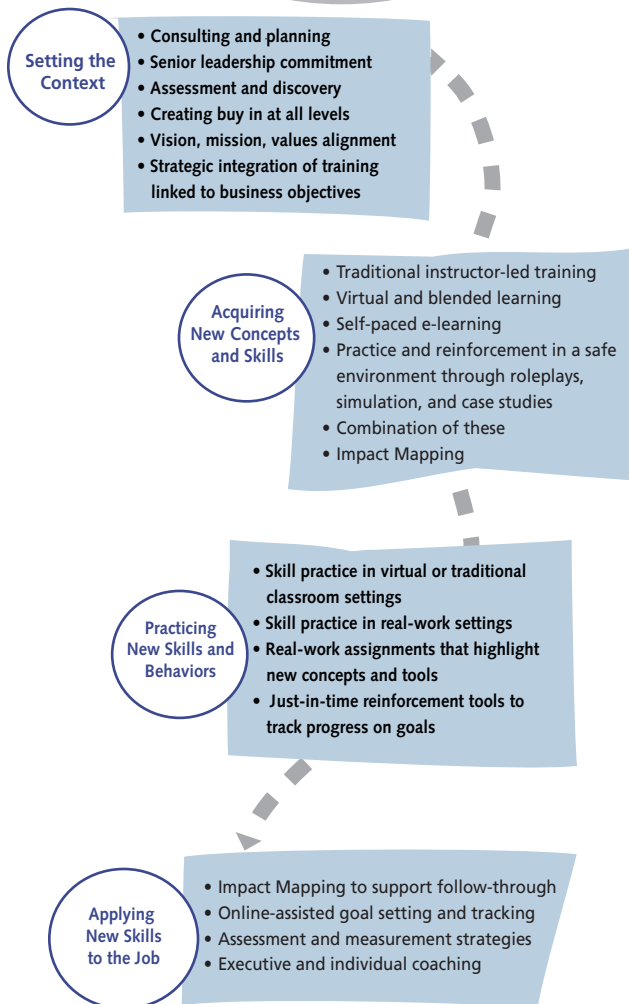 Setting the
Context
• Consulting and planning
• Senior leadership commitment
• Assessment and discovery
• Creating buy in at all levels
• Vision, mission, values alignment
• Strategic integration of training
linked to business objectives
Acquiring
New Concepts
and Skills
• Traditional instructor-led training
• Virtual and blended learning
• Self-paced e-learning
• Practice and reinforcement in a safe
environment through roleplays,
simulation, and case studies
• Combination of these
• Impact Mapping
Practicing
New Skills and
Behaviors
• Skill practice in virtual or traditional
classroom settings
• Skill practice in real-work settings
• Real-work assignments that highlight
new concepts and tools
• Just-in-time reinforcement tools to
track progress on goals
Applying
New Skills
to the Job
• Impact Mapping to support follow-through
• Online-assisted goal setting and tracking
• Assessment and measurement strategies
• Executive and individual coaching